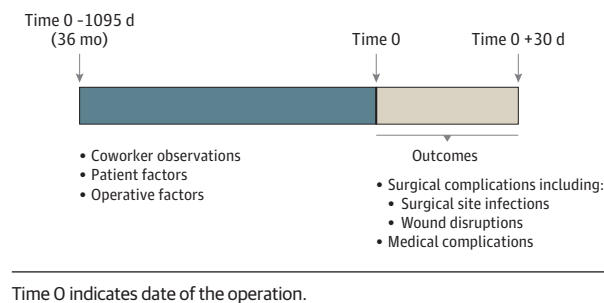 Time 0 -1095 d
(36 mo)
Time 0
Time 0 +30 d
• Coworker observations
• Patient factors
• Operative factors
Outcomes
• Surgical complications including:
• Surgical site infections
• Wound disruptions
• Medical complications
Time 0 indicates date of the operation.